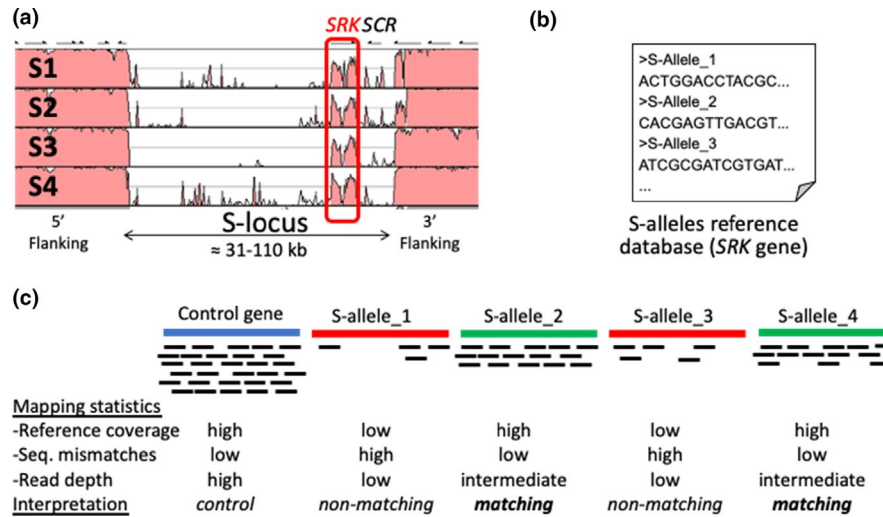 (a)
SRK SCR
S1
S2
S3
S4
5' Flanking
S-locus
≈ 31-110 kb
3' Flanking
(b)
>S-Allele_1
ACTGGACCTACGC...
>S-Allele_2
CACGAGTTGACGT...
>S-Allele_3
ATCGCGATCGTGAT...
...
S-alleles reference
database (SRK gene)
(c)
Control gene S-allele_1 S-allele_2 S-allele_3 S-allele_4
Mapping statistics
-Reference coverage high low high low high
-Seq. mismatches low high low high low
-Read depth high low intermediate low intermediate
Interpretation control non-matching matching non-matching matching